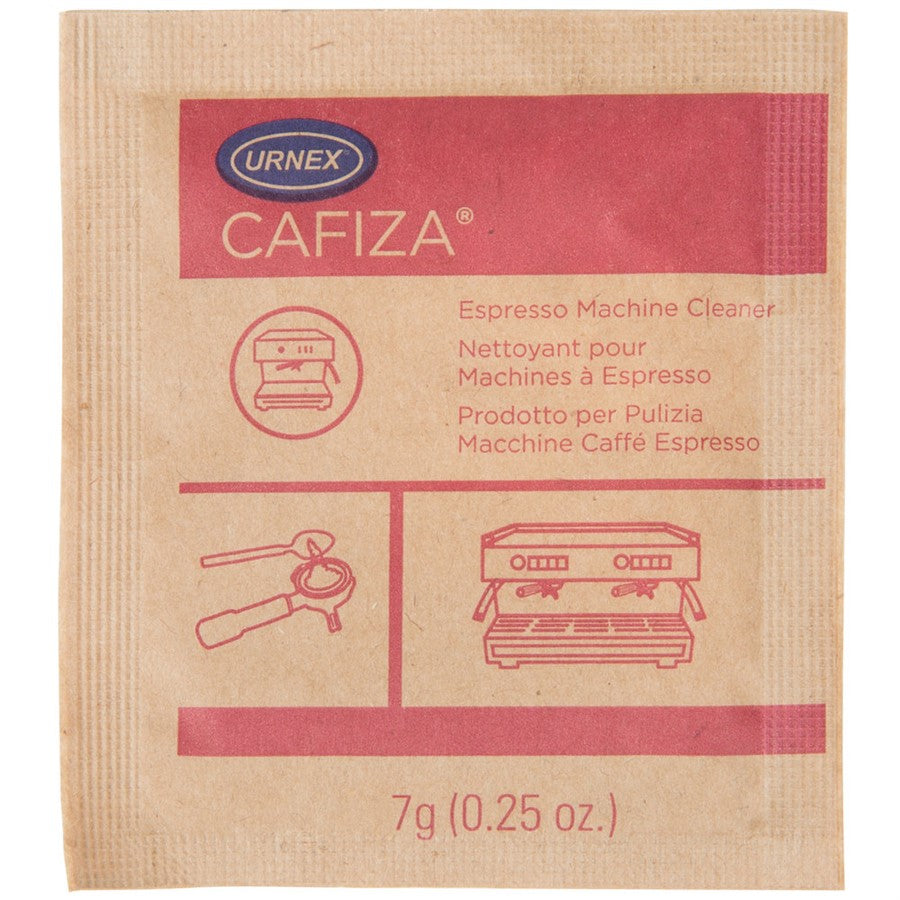 URNEX
CAFIZA®
Espresso Machine Cleaner
Nettoyant pour
Machines à Espresso
Prodotto per Pulizia
Macchine Caffé Espresso
7g (0.25 oz.)